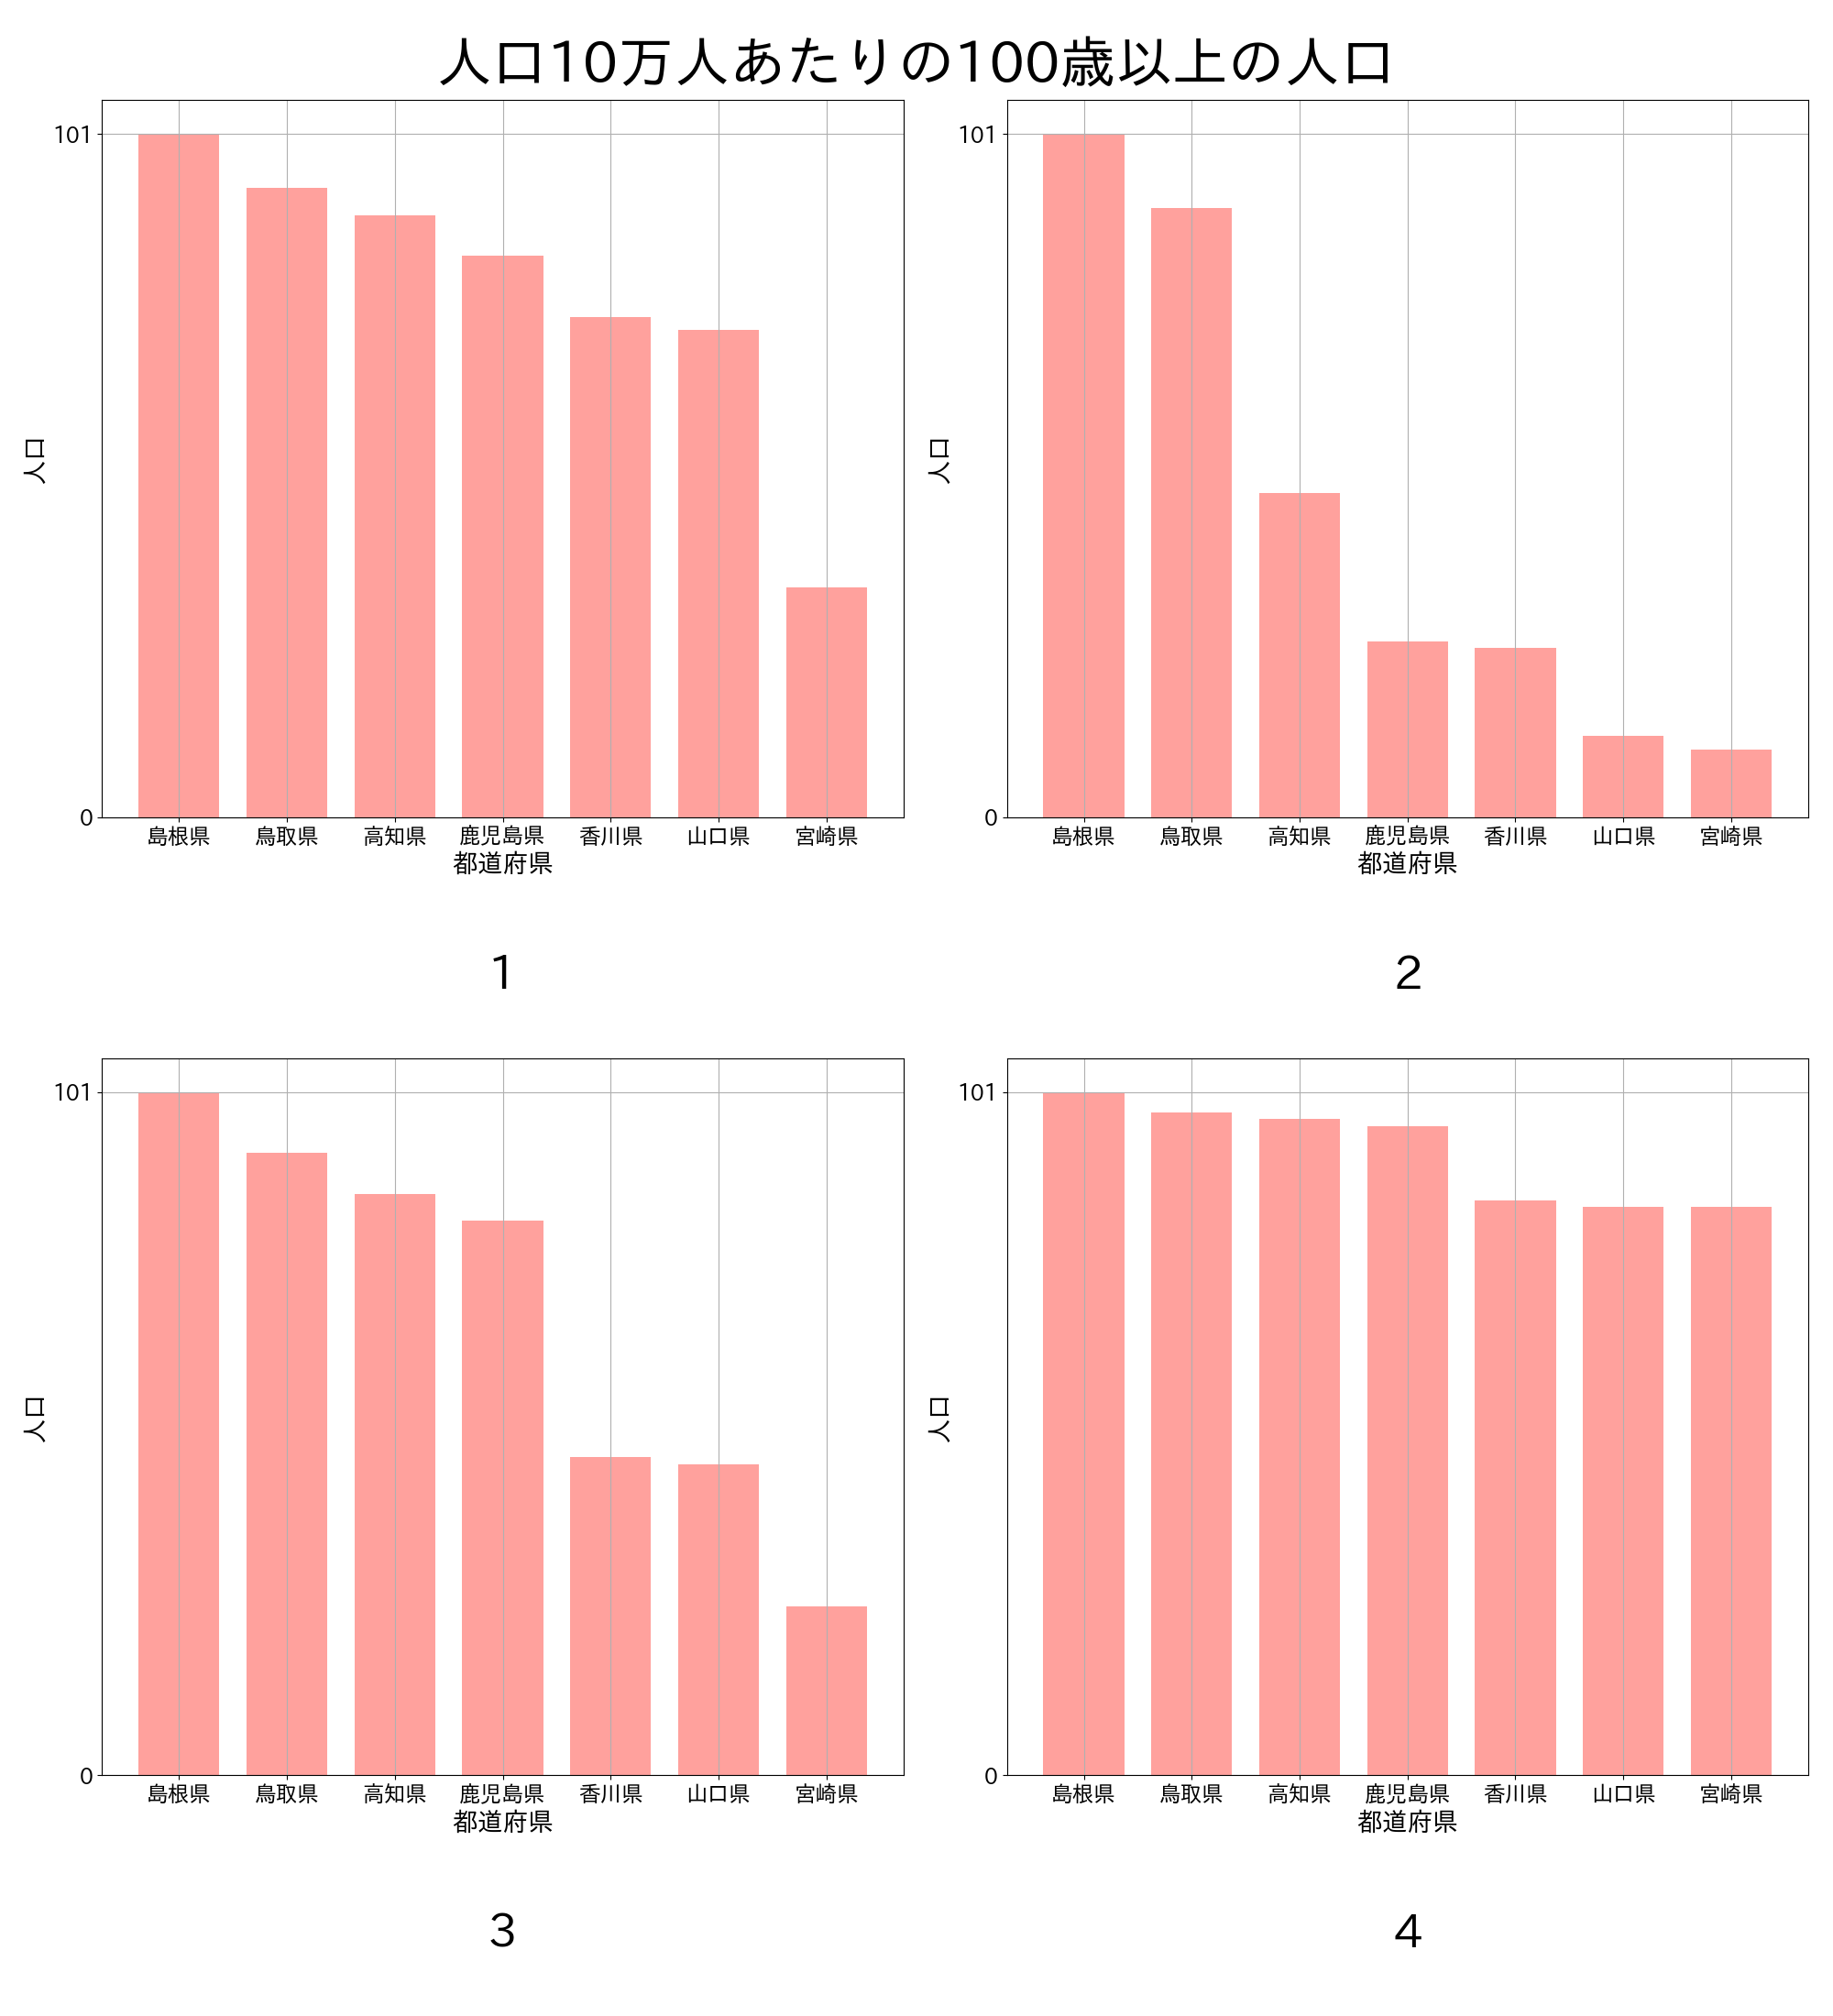 人口10万人あたりの100歳以上の人口
101
0
人口
島根県 鳥取県 高知県 鹿児島県 香川県 山口県 宮崎県
都道府県
1
101
0
人口
島根県 鳥取県 高知県 鹿児島県 香川県 山口県 宮崎県
都道府県
2
101
0
人口
島根県 鳥取県 高知県 鹿児島県 香川県 山口県 宮崎県
都道府県
3
101
0
人口
島根県 鳥取県 高知県 鹿児島県 香川県 山口県 宮崎県
都道府県
4